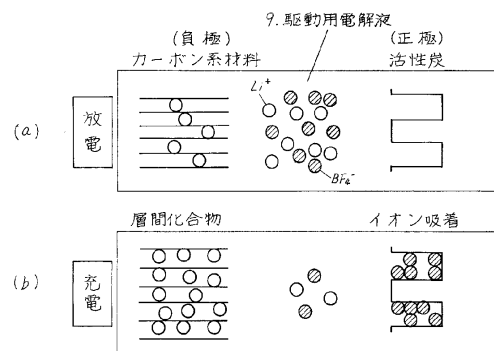 9.駆動用電解液
(負極)
(正極)
カーボン系材料
活性炭
Li⁺
(a)
放電
BF₄⁻
層間化合物
イオン吸着
(b)
充電